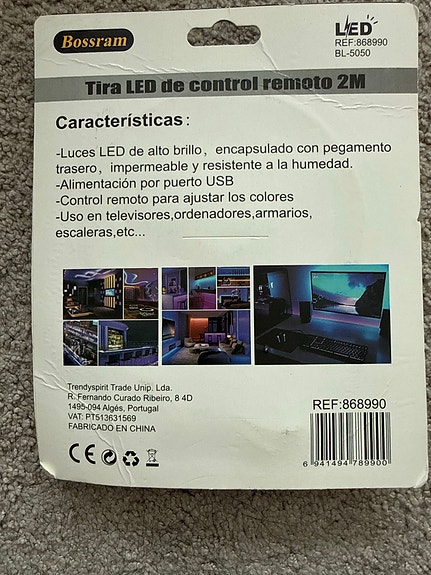 Bossram
LED
REF:868990
BL-5050
Tira LED de control remoto 2M
Características:
-Luces LED de alto brillo, encapsulado con pegamento
trasero, impermeable y resistente a la humedad.
-Alimentación por puerto USB
-Control remoto para ajustar los colores
-Uso en televisores,ordenadores,armarios,
escaleras,etc...
Trendyspirit Trade Unip. Lda.
R. Fernando Curado Ribeiro, 8 4D
1495-094 Algés, Portugal
VAT: PT513631569
FABRICADO EN CHINA
CE
REF:868990
6 941494 789900